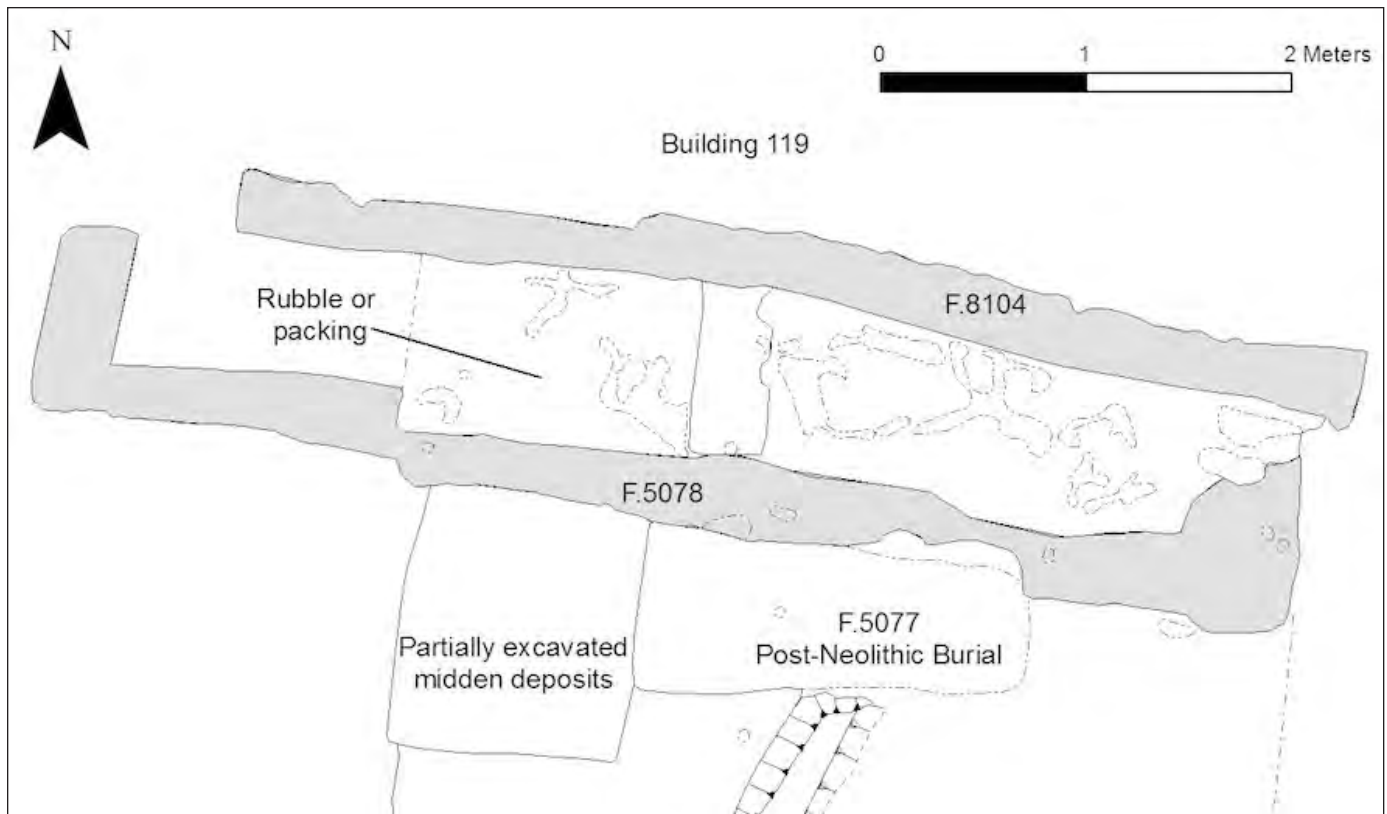 N
0 1 2 Meters
Building 119
F.8104
Rubble or
packing
F.5078
F.5077
Post-Neolithic Burial
Partially excavated
midden deposits